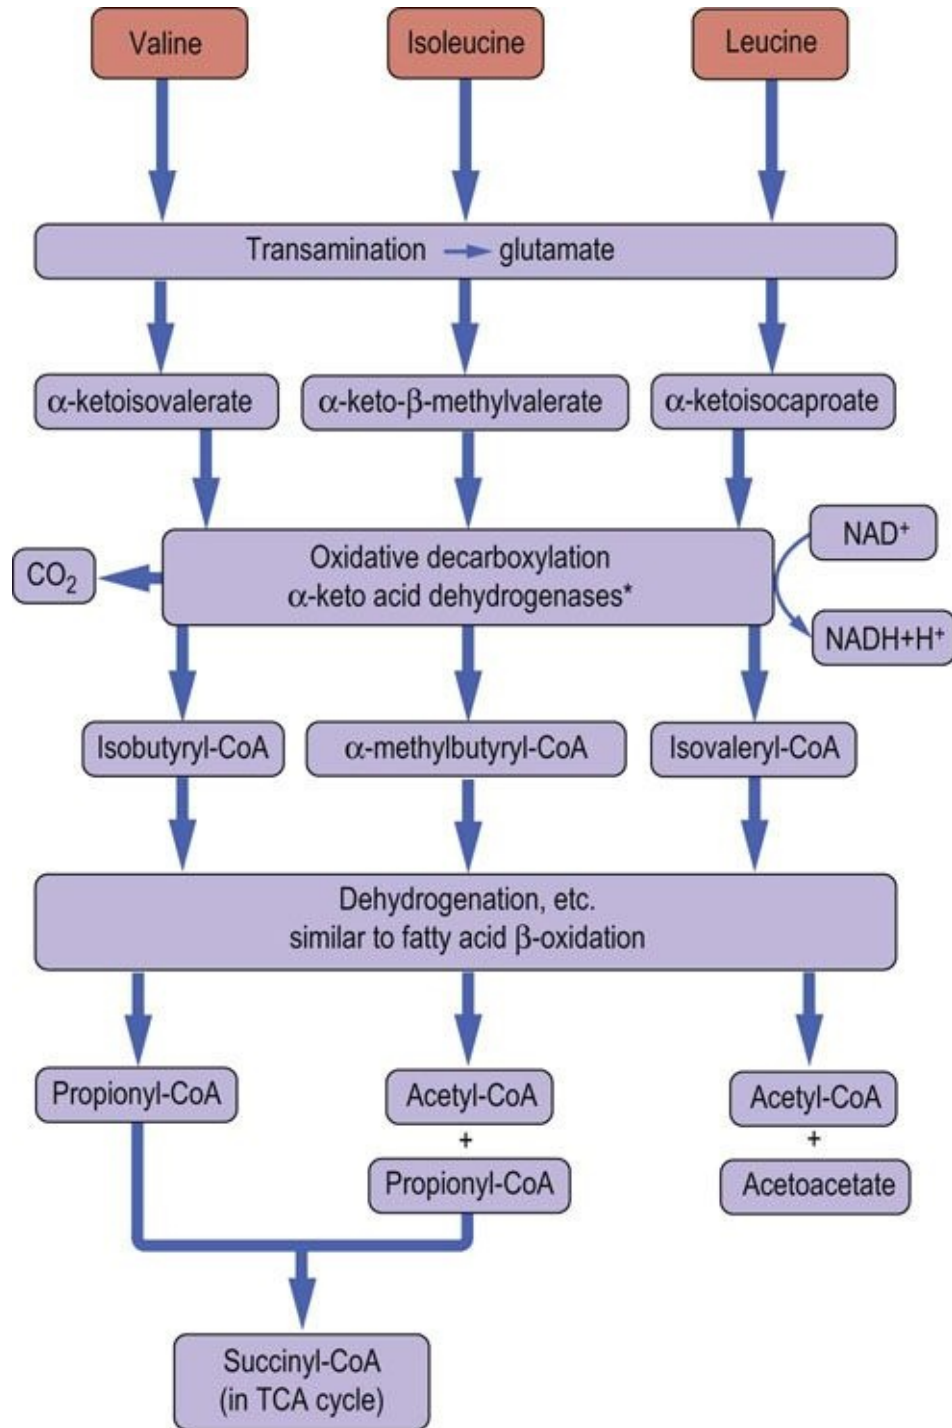 Valine
Isoleucine
Leucine
Transamination → glutamate
α-ketoisovalerate
α-keto-β-methylvalerate
α-ketoisocaproate
NAD⁺
Oxidative decarboxylation
α-keto acid dehydrogenases*
CO₂
NADH+H⁺
Isobutyryl-CoA
α-methylbutyryl-CoA
Isovaleryl-CoA
Dehydrogenation, etc.
similar to fatty acid β-oxidation
Propionyl-CoA
Acetyl-CoA
+
Propionyl-CoA
Acetyl-CoA
+
Acetoacetate
Succinyl-CoA
(in TCA cycle)